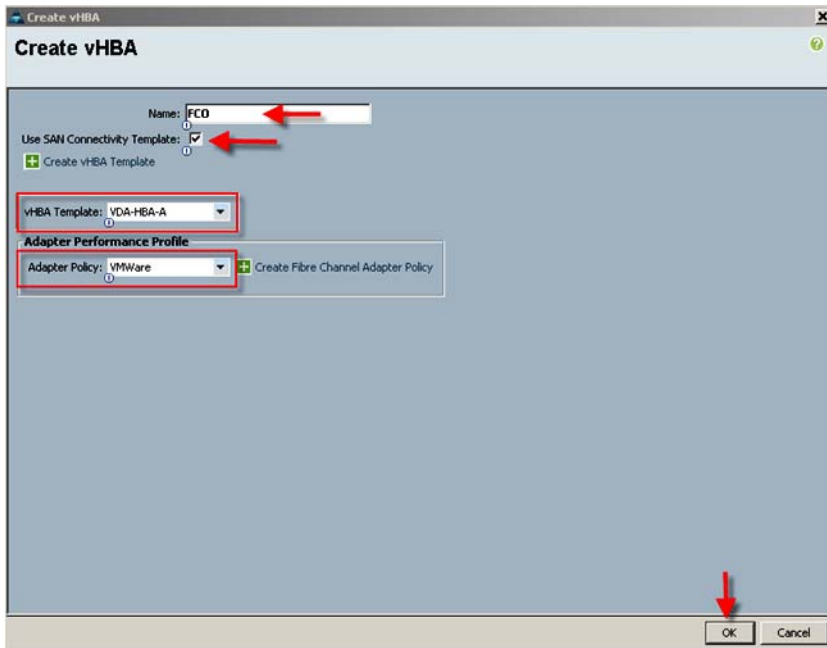 Create vHBA
Create vHBA
Name: FC0
Use SAN Connectivity Template:
Create vHBA Template
vHBA Template: VDA-HBA-A
Adapter Performance Profile
Adapter Policy: VMWare
Create Fibre Channel Adapter Policy
OK
Cancel